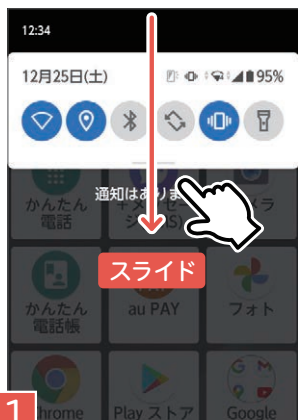 12:34
12月25日(土)
95%
通知はありま
かんたん
電話
スライド
かんたん
電話帳
au PAY
フォト
1
Chrome
Play ストア
Google